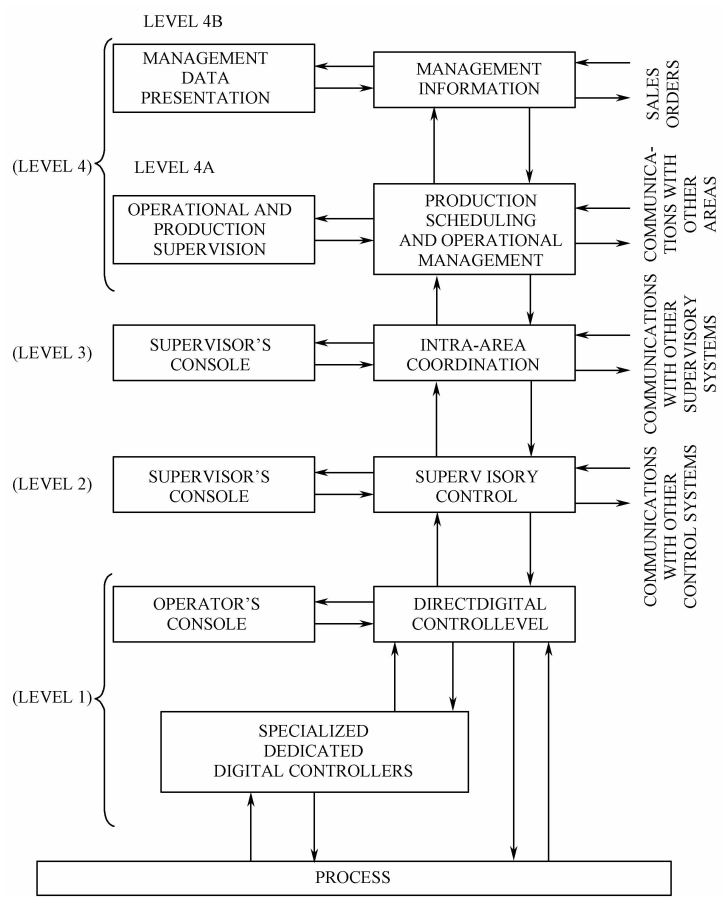 LEVEL 4B
MANAGEMENT
DATA
PRESENTATION
MANAGEMENT
INFORMATION
SALES
ORDERS
(LEVEL 4)
LEVEL 4A
OPERATIONAL AND
PRODUCTION
SUPERVISION
PRODUCTION
SCHEDULING
AND OPERATIONAL
MANAGEMENT
COMMUNICA-
TIONS WITH
OTHER
AREAS
(LEVEL 3)
SUPERVISOR'S
CONSOLE
INTRA-AREA
COORDINATION
COMMUNICATIONS
WITH OTHER
SUPERVISORY
SYSTEMS
(LEVEL 2)
SUPERVISOR'S
CONSOLE
SUPERV ISORY
CONTROL
COMMUNICATIONS
WITH OTHER
CONTROL SYSTEMS
(LEVEL 1)
OPERATOR'S
CONSOLE
DIRECTDIGITAL
CONTROLLEVEL
SPECIALIZED
DEDICATED
DIGITAL CONTROLLERS
PROCESS